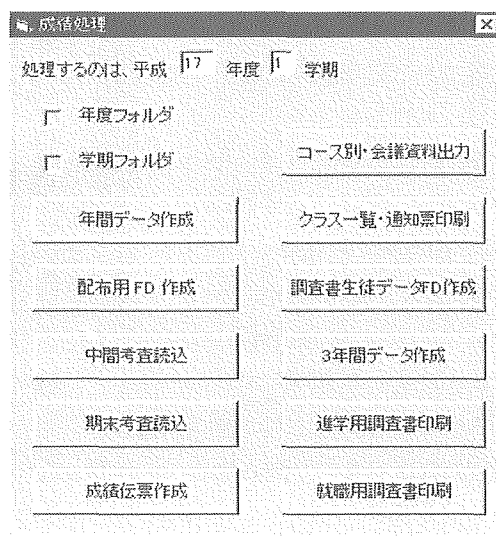 成績処理
処理するのは、平成 17 年度 1 学期
年度フォルダ
学期フォルダ
コース別・会議資料出力
年間データ作成
クラス一覧・通知票印刷
配布用 FD 作成
調査書生徒データFD作成
中間考査読込
3年間データ作成
期末考査読込
進学用調査書印刷
成績伝票作成
就職用調査書印刷